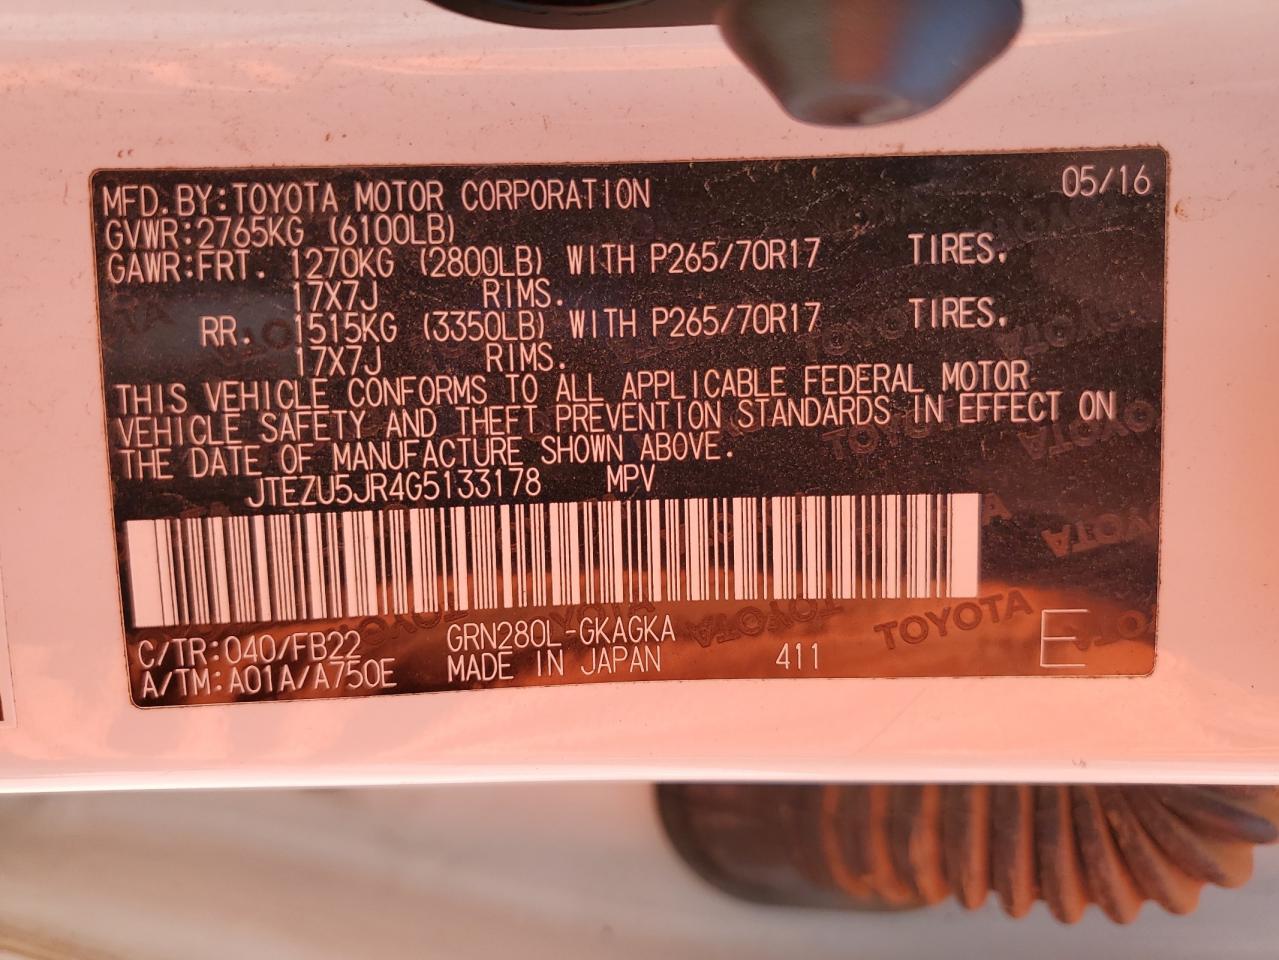 MFD. BY: TOYOTA MOTOR CORPORATION 05/16
GVWR: 2765KG (6100LB)
GAWR: FRT. 1270KG (2800LB) WITH P265/70R17 TIRES.
17X7J RIMS.
RR. 1515KG (3350LB) WITH P265/70R17 TIRES.
17X7J RIMS.
THIS VEHICLE CONFORMS TO ALL APPLICABLE FEDERAL MOTOR
VEHICLE SAFETY AND THEFT PREVENTION STANDARDS IN EFFECT ON
THE DATE OF MANUFACTURE SHOWN ABOVE.
JTEZU5JR4G5133178 MPV
C/TR: 040/FB22 GRN280L-GKAGKA
A/TM: A01A/A750E MADE IN JAPAN 411 TOYOTA E